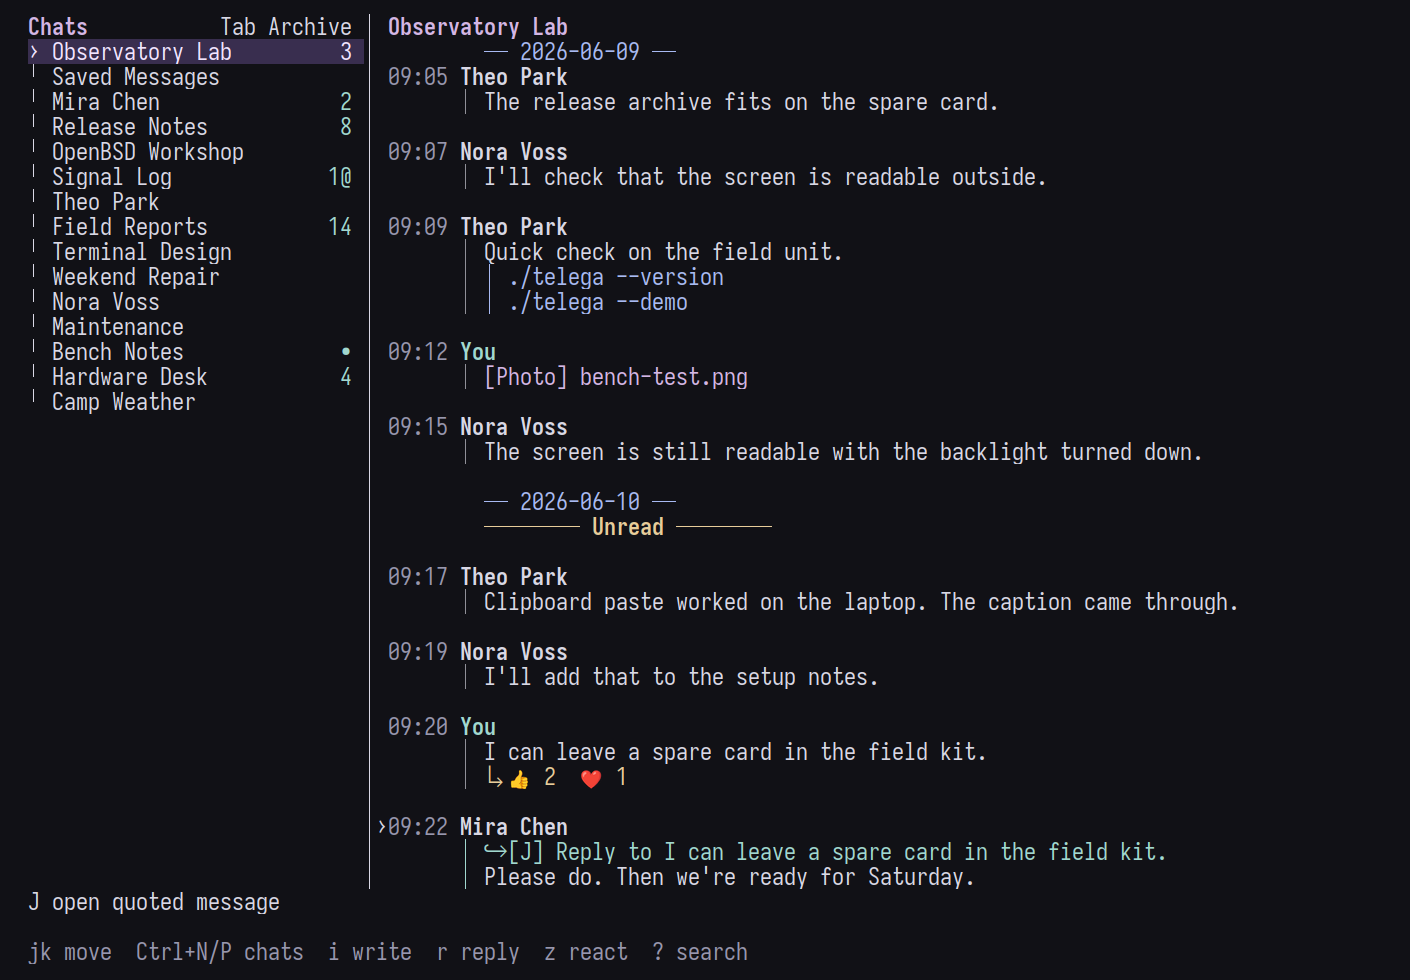 Chats Tab Archive
› Observatory Lab 3
Saved Messages
Mira Chen 2
Release Notes 8
OpenBSD Workshop
Signal Log 1@
Theo Park
Field Reports 14
Terminal Design
Weekend Repair
Nora Voss
Maintenance
Bench Notes •
Hardware Desk 4
Camp Weather
Observatory Lab
── 2026-06-09 ──
09:05 Theo Park
The release archive fits on the spare card.
09:07 Nora Voss
I'll check that the screen is readable outside.
09:09 Theo Park
Quick check on the field unit.
./telega --version
./telega --demo
09:12 You
[Photo] bench-test.png
09:15 Nora Voss
The screen is still readable with the backlight turned down.
── 2026-06-10 ──
──────── Unread ────────
09:17 Theo Park
Clipboard paste worked on the laptop. The caption came through.
09:19 Nora Voss
I'll add that to the setup notes.
09:20 You
I can leave a spare card in the field kit.
👍 2 ❤️ 1
›09:22 Mira Chen
↪[J] Reply to I can leave a spare card in the field kit.
Please do. Then we're ready for Saturday.
J open quoted message
jk move Ctrl+N/P chats i write r reply z react ? search